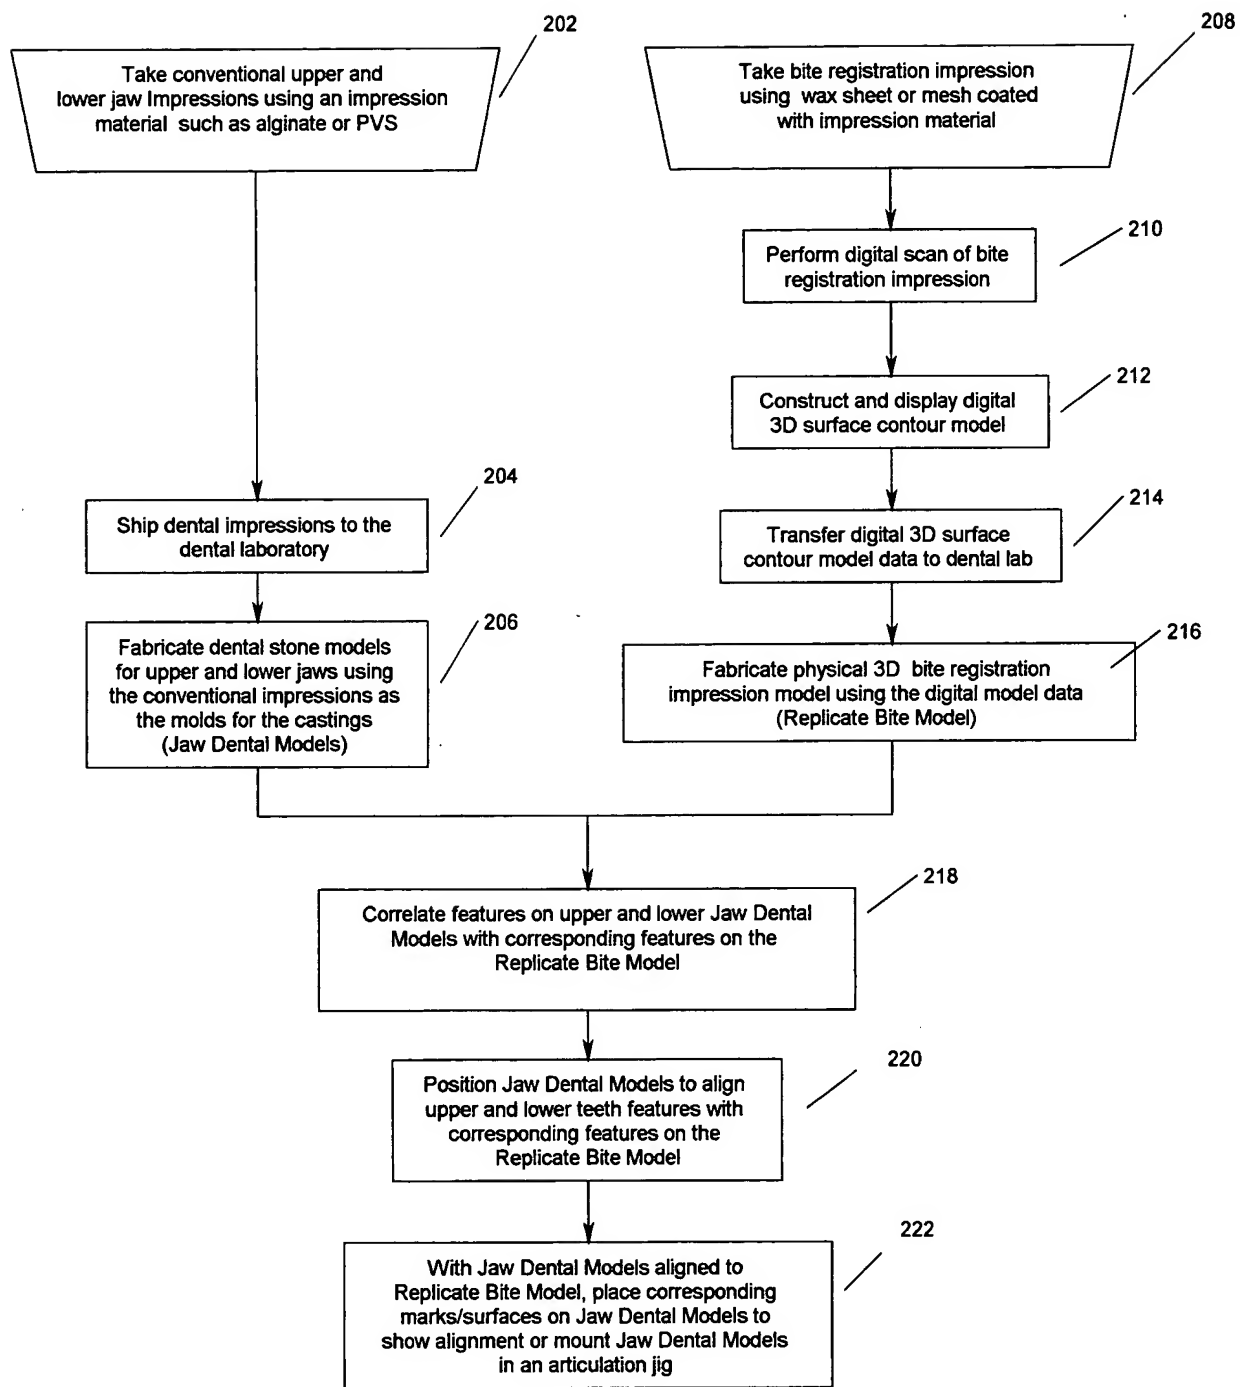 202
Take conventional upper and
lower jaw Impressions using an impression
material such as alginate or PVS
204
Ship dental impressions to the
dental laboratory
206
Fabricate dental stone models
for upper and lower jaws using
the conventional impressions as
the molds for the castings
(Jaw Dental Models)
208
Take bite registration impression
using wax sheet or mesh coated
with impression material
210
Perform digital scan of bite
registration impression
212
Construct and display digital
3D surface contour model
214
Transfer digital 3D surface
contour model data to dental lab
216
Fabricate physical 3D bite registration
impression model using the digital model data
(Replicate Bite Model)
218
Correlate features on upper and lower Jaw Dental
Models with corresponding features on the
Replicate Bite Model
220
Position Jaw Dental Models to align
upper and lower teeth features with
corresponding features on the
Replicate Bite Model
222
With Jaw Dental Models aligned to
Replicate Bite Model, place corresponding
marks/surfaces on Jaw Dental Models to
show alignment or mount Jaw Dental Models
in an articulation jig